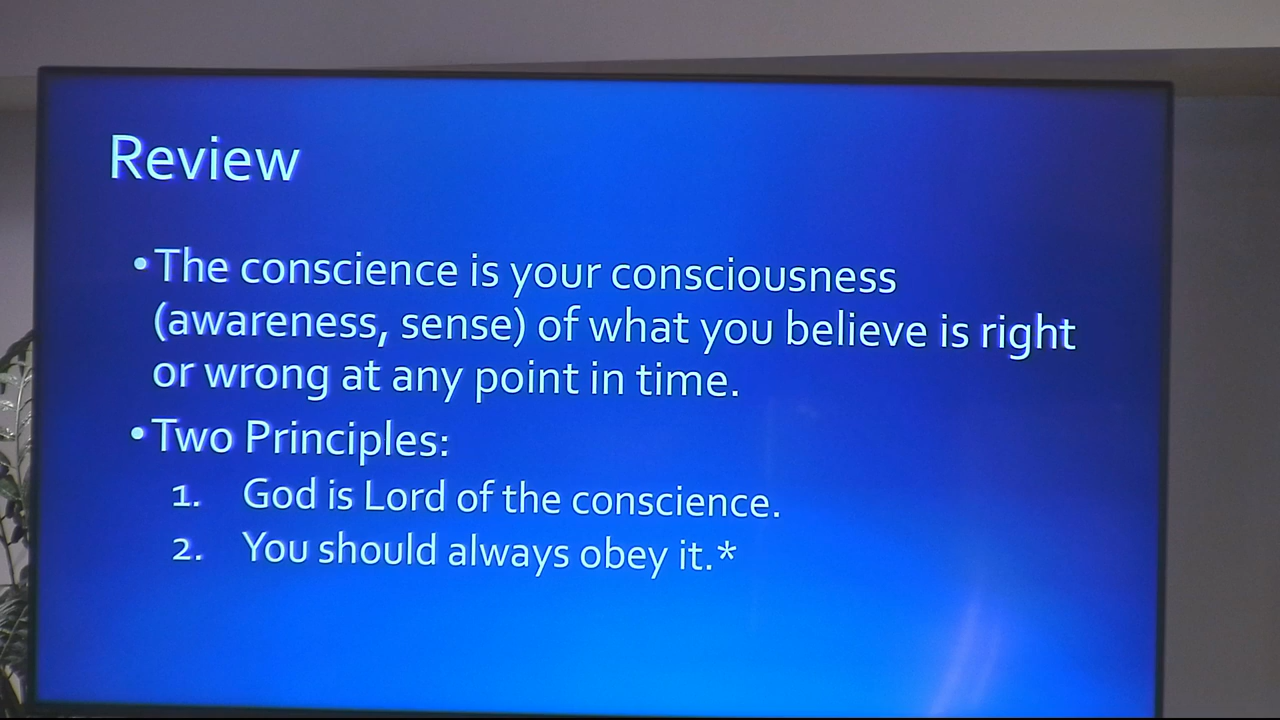 Review
•The conscience is your consciousness
(awareness, sense) of what you believe is right
or wrong at any point in time.
•Two Principles:
1. God is Lord of the conscience.
2. You should always obey it.*